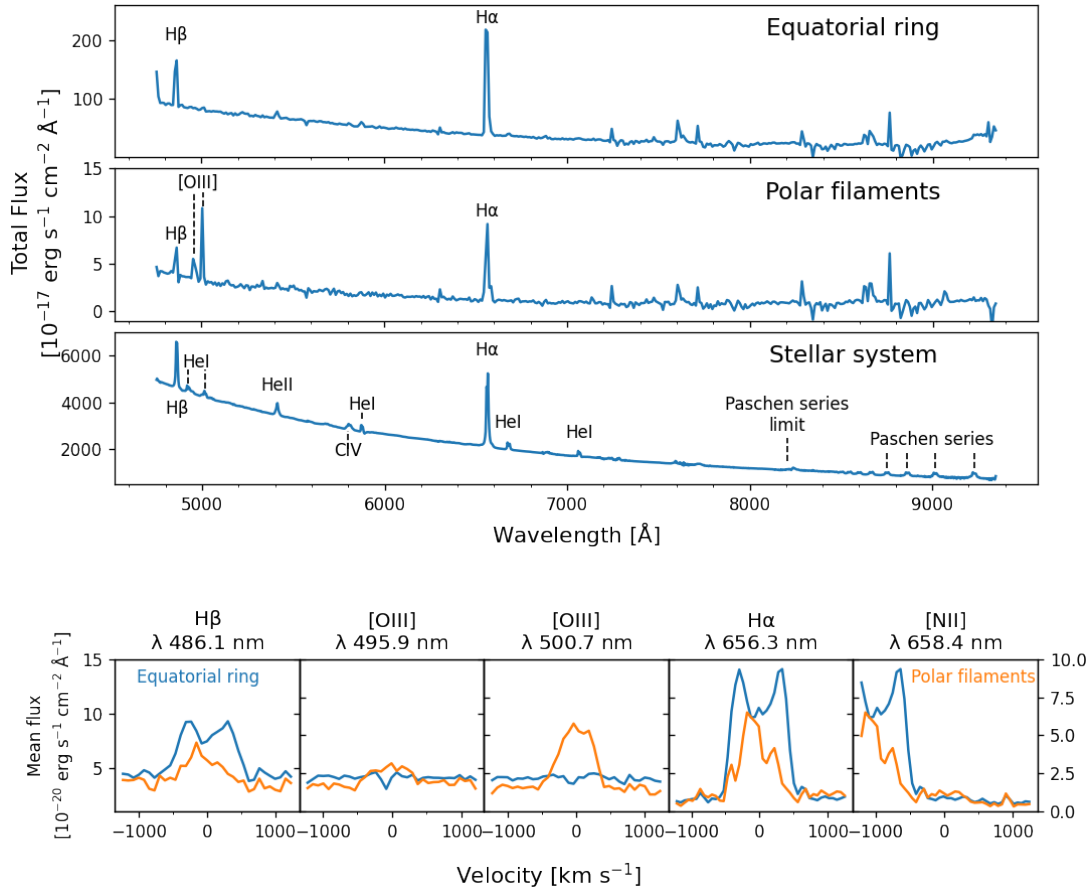 Total Flux
[10⁻¹⁷ erg s⁻¹ cm⁻² Å⁻¹]
Equatorial ring
Hβ
Hα
200
100
Polar filaments
[OIII]
Hβ
Hα
15
10
5
0
Stellar system
Hβ
HeI
HeII
CIV
HeI
Hα
HeI
HeI
Paschen series
limit
Paschen series
6000
4000
2000
5000 6000 7000 8000 9000
Wavelength [Å]
Hβ
λ 486.1 nm
[OIII]
λ 495.9 nm
[OIII]
λ 500.7 nm
Hα
λ 656.3 nm
[NII]
λ 658.4 nm
Mean flux
[10⁻²⁰ erg s⁻¹ cm⁻² Å⁻¹]
15
10
5
Equatorial ring
Polar filaments
10.0
7.5
5.0
2.5
0.0
−1000 0 1000
−1000 0 1000
−1000 0 1000
−1000 0 1000
−1000 0 1000
Velocity [km s⁻¹]